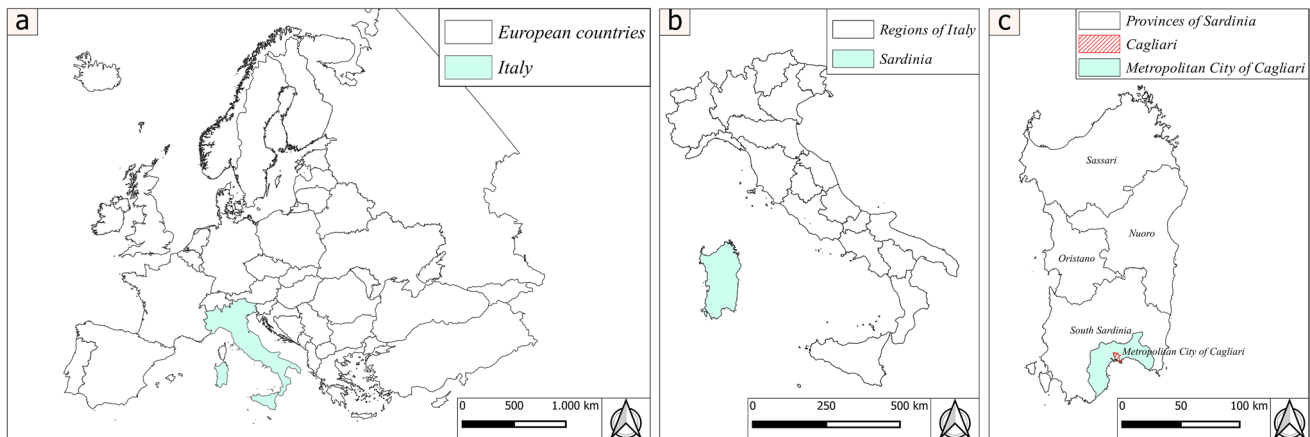 a
European countries
Italy
0 500 1.000 km
b
Regions of Italy
Sardinia
0 250 500 km
c
Provinces of Sardinia
Cagliari
Metropolitan City of Cagliari
Sassari
Nuoro
Oristano
South Sardinia
Metropolitan City of Cagliari
0 50 100 km